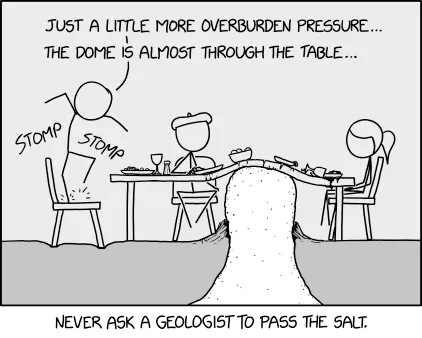 JUST A LITTLE MORE OVERBURDEN PRESSURE...
THE DOME IS ALMOST THROUGH THE TABLE...
STOMP
STOMP
NEVER ASK A GEOLOGIST TO PASS THE SALT.